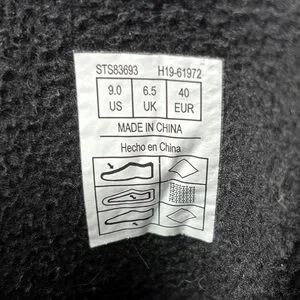 STS83693 H19-61972
9.0 6.5 40
US UK EUR
MADE IN CHINA
Hecho en China